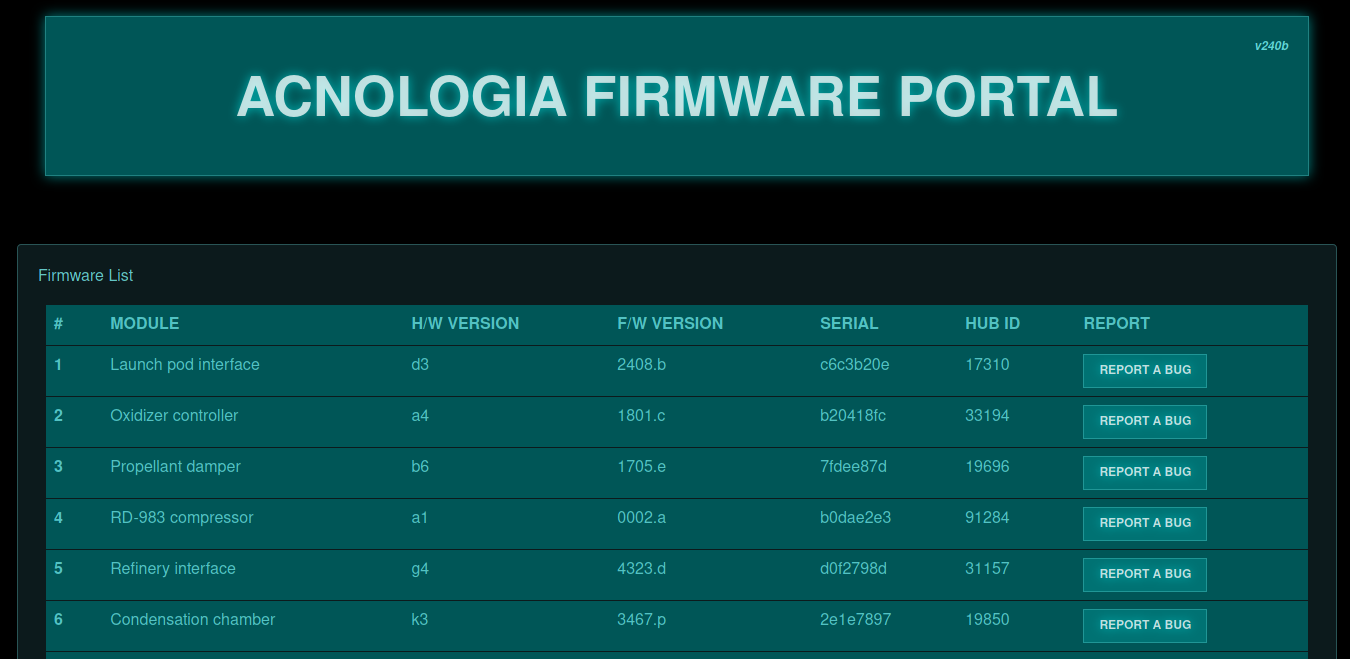 v240b
ACNOLOGIA FIRMWARE PORTAL
Firmware List
# MODULE H/W VERSION F/W VERSION SERIAL HUB ID REPORT
1 Launch pod interface d3 2408.b c6c3b20e 17310 REPORT A BUG
2 Oxidizer controller a4 1801.c b20418fc 33194 REPORT A BUG
3 Propellant damper b6 1705.e 7fdee87d 19696 REPORT A BUG
4 RD-983 compressor a1 0002.a b0dae2e3 91284 REPORT A BUG
5 Refinery interface g4 4323.d d0f2798d 31157 REPORT A BUG
6 Condensation chamber k3 3467.p 2e1e7897 19850 REPORT A BUG